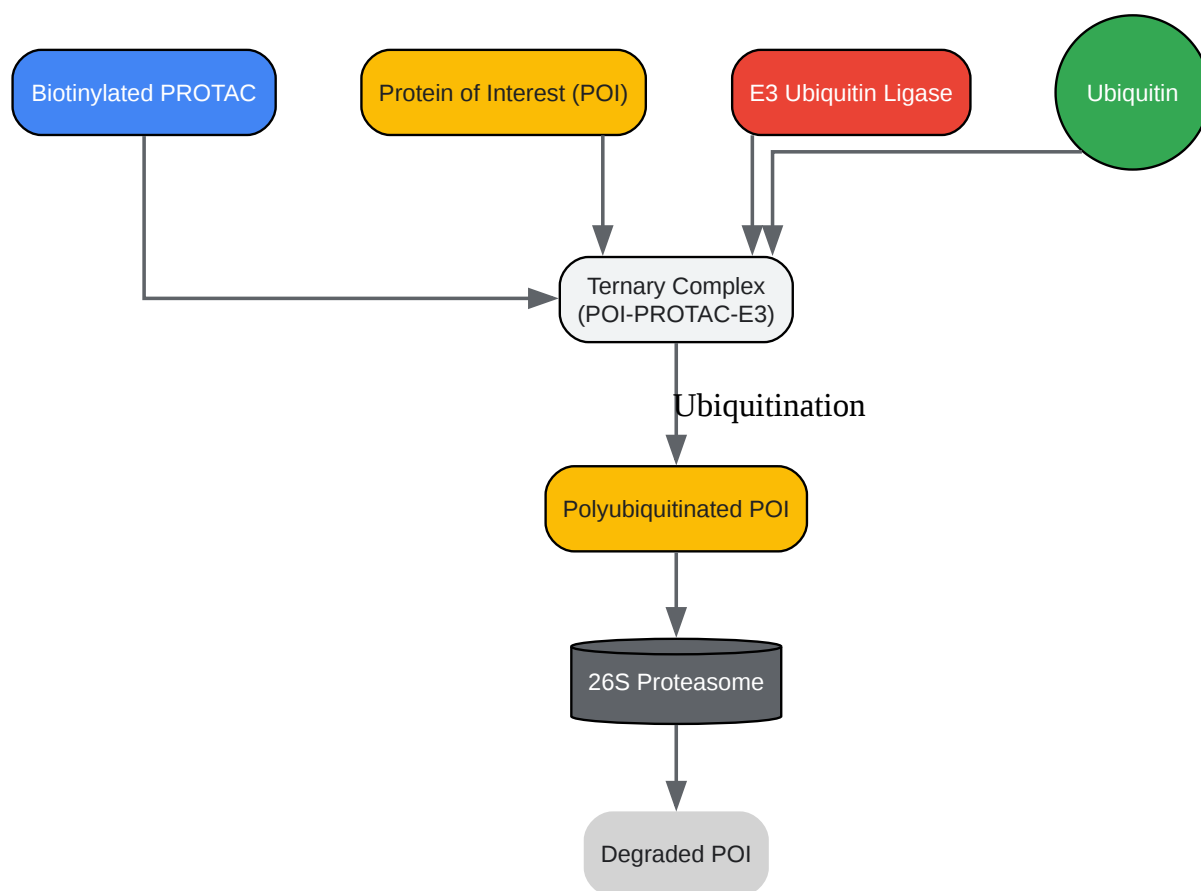 Biotinylated PROTAC
Protein of Interest (POI)
E3 Ubiquitin Ligase
Ubiquitin
Ternary Complex
(POI-PROTAC-E3)
Ubiquitination
Polyubiquitinated POI
26S Proteasome
Degraded POI